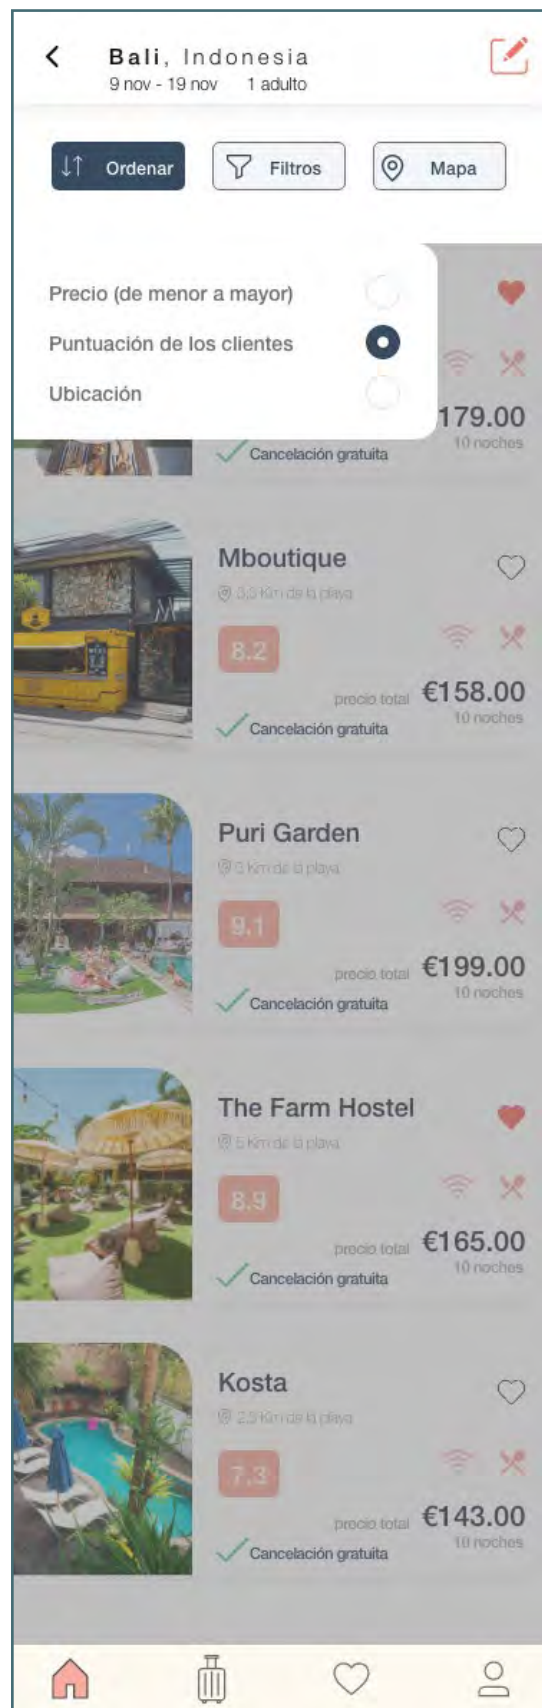 Bali, Indonesia
9 nov - 19 nov 1 adulto
Ordenar Filtros Mapa
Precio (de menor a mayor)
Puntuación de los clientes
Ubicación
179.00
10 noches
Cancelación gratuita
Mboutique
3,3 Km de la playa
8.2
precio total €158.00
10 noches
Cancelación gratuita
Puri Garden
Km de la playa
9.1
precio total €199.00
10 noches
Cancelación gratuita
The Farm Hostel
5 Km de la playa
8.9
precio total €165.00
10 noches
Cancelación gratuita
Kosta
Km de la playa
7.3
precio total €143.00
10 noches
Cancelación gratuita